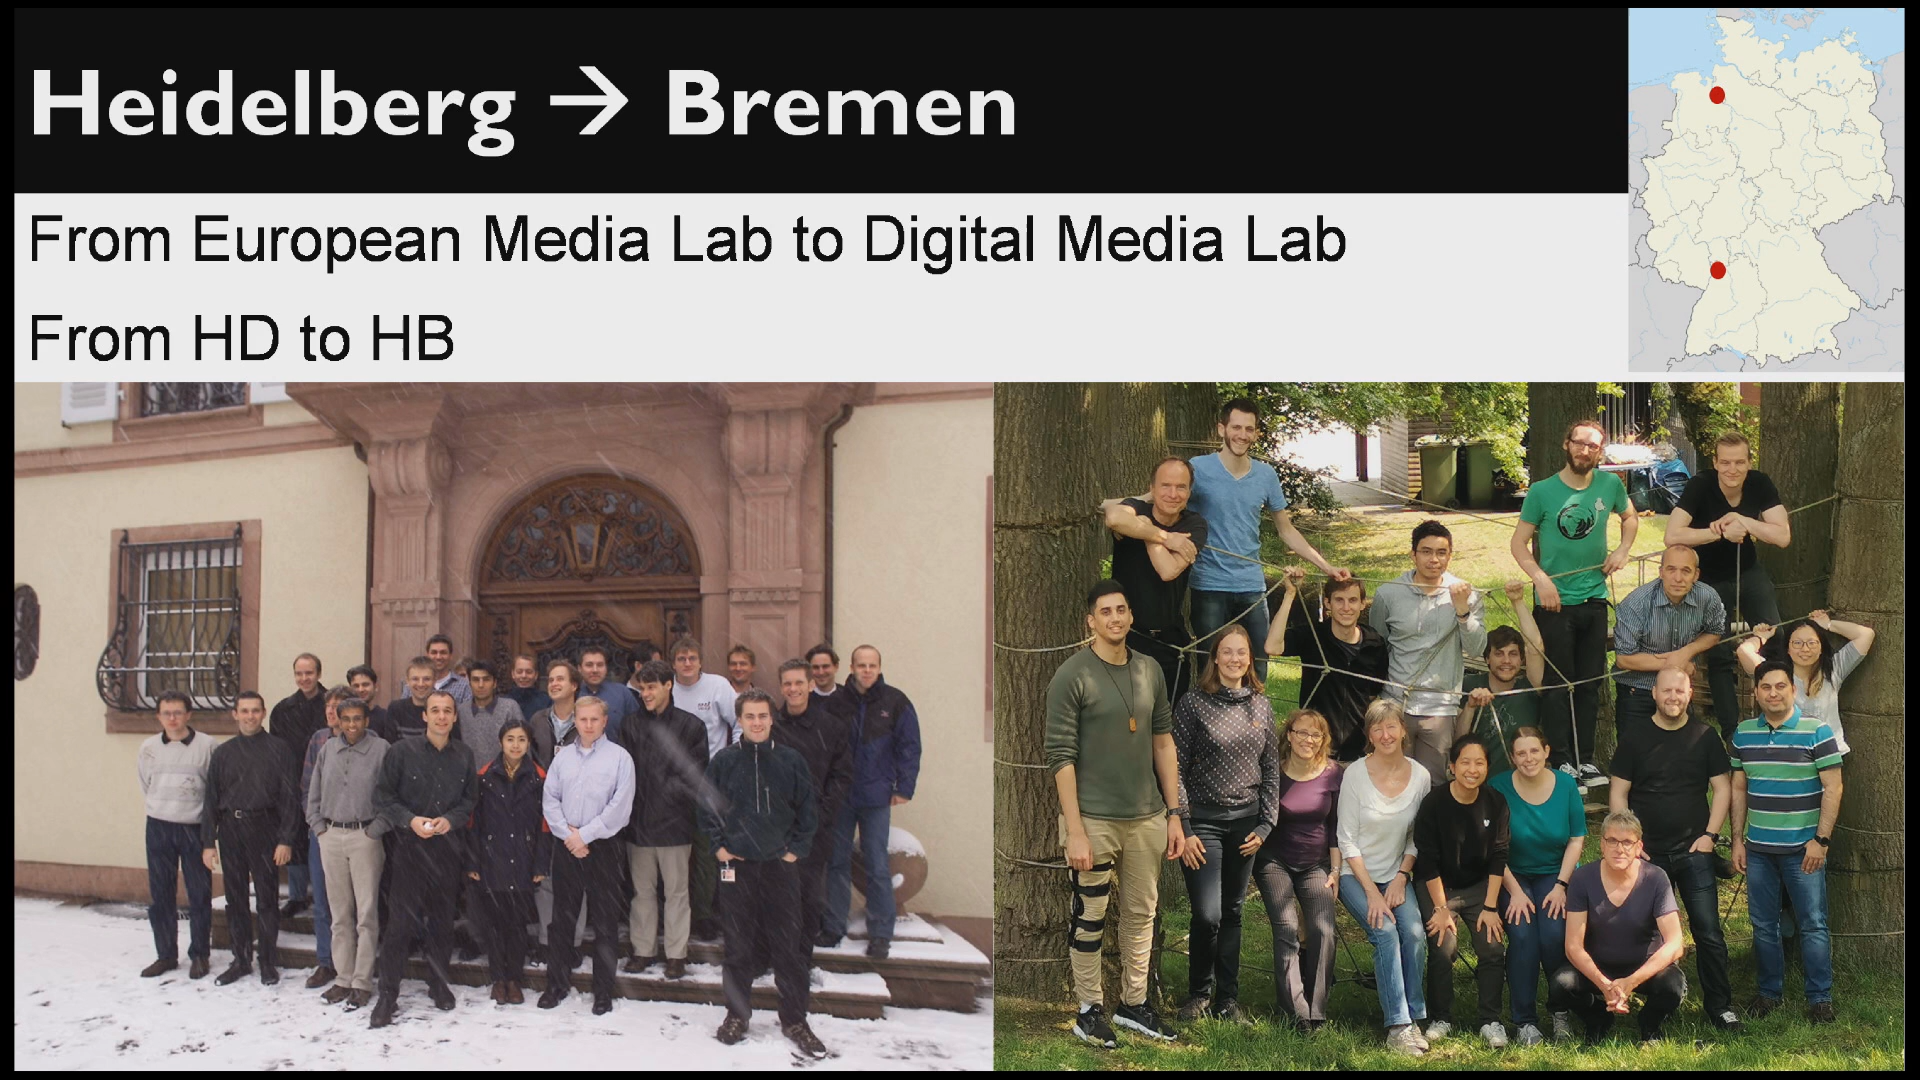 Heidelberg → Bremen
From European Media Lab to Digital Media Lab
From HD to HB